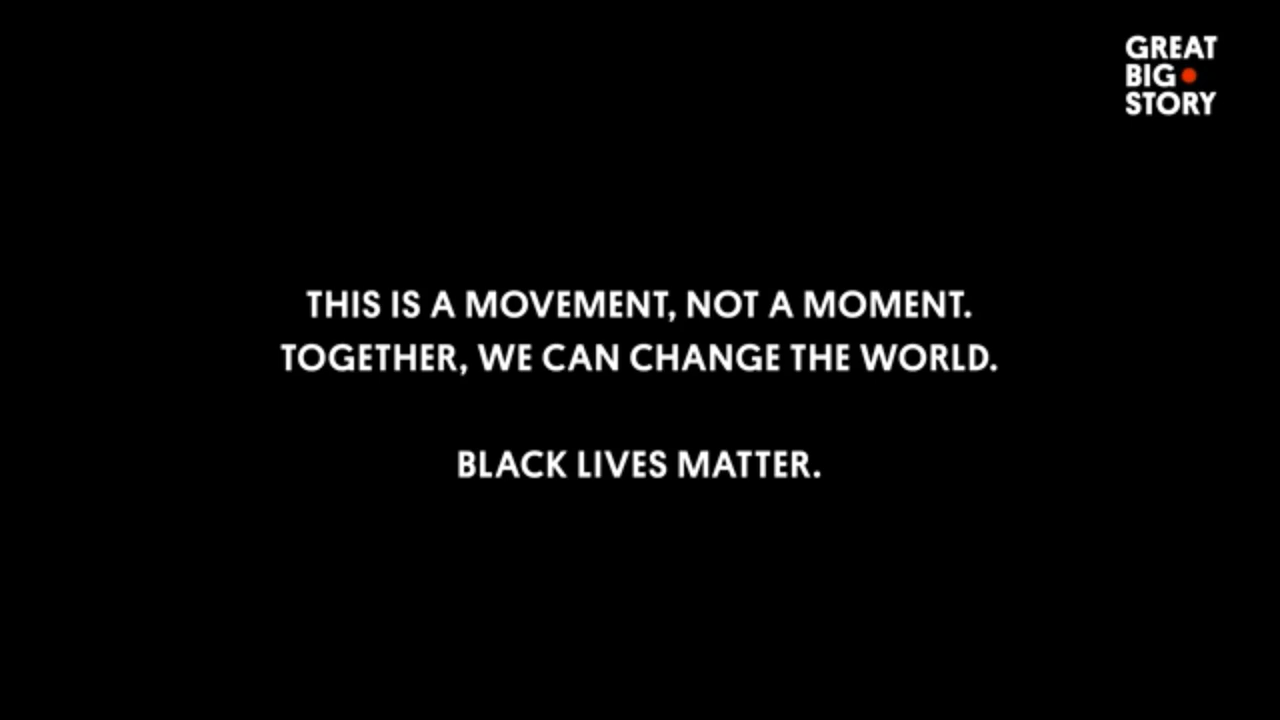 GREAT
BIG
STORY
THIS IS A MOVEMENT, NOT A MOMENT.
TOGETHER, WE CAN CHANGE THE WORLD.
BLACK LIVES MATTER.